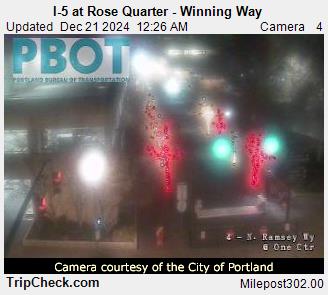 I-5 at Rose Quarter - Winning Way
Updated Dec 21 2024 12:26 AM Camera 4
PBOT
PORTLAND BUREAU OF TRANSPORTATION
4 - N. Ramsey Wy
@ One Ctr
Camera courtesy of the City of Portland
TripCheck.com Milepost302.00